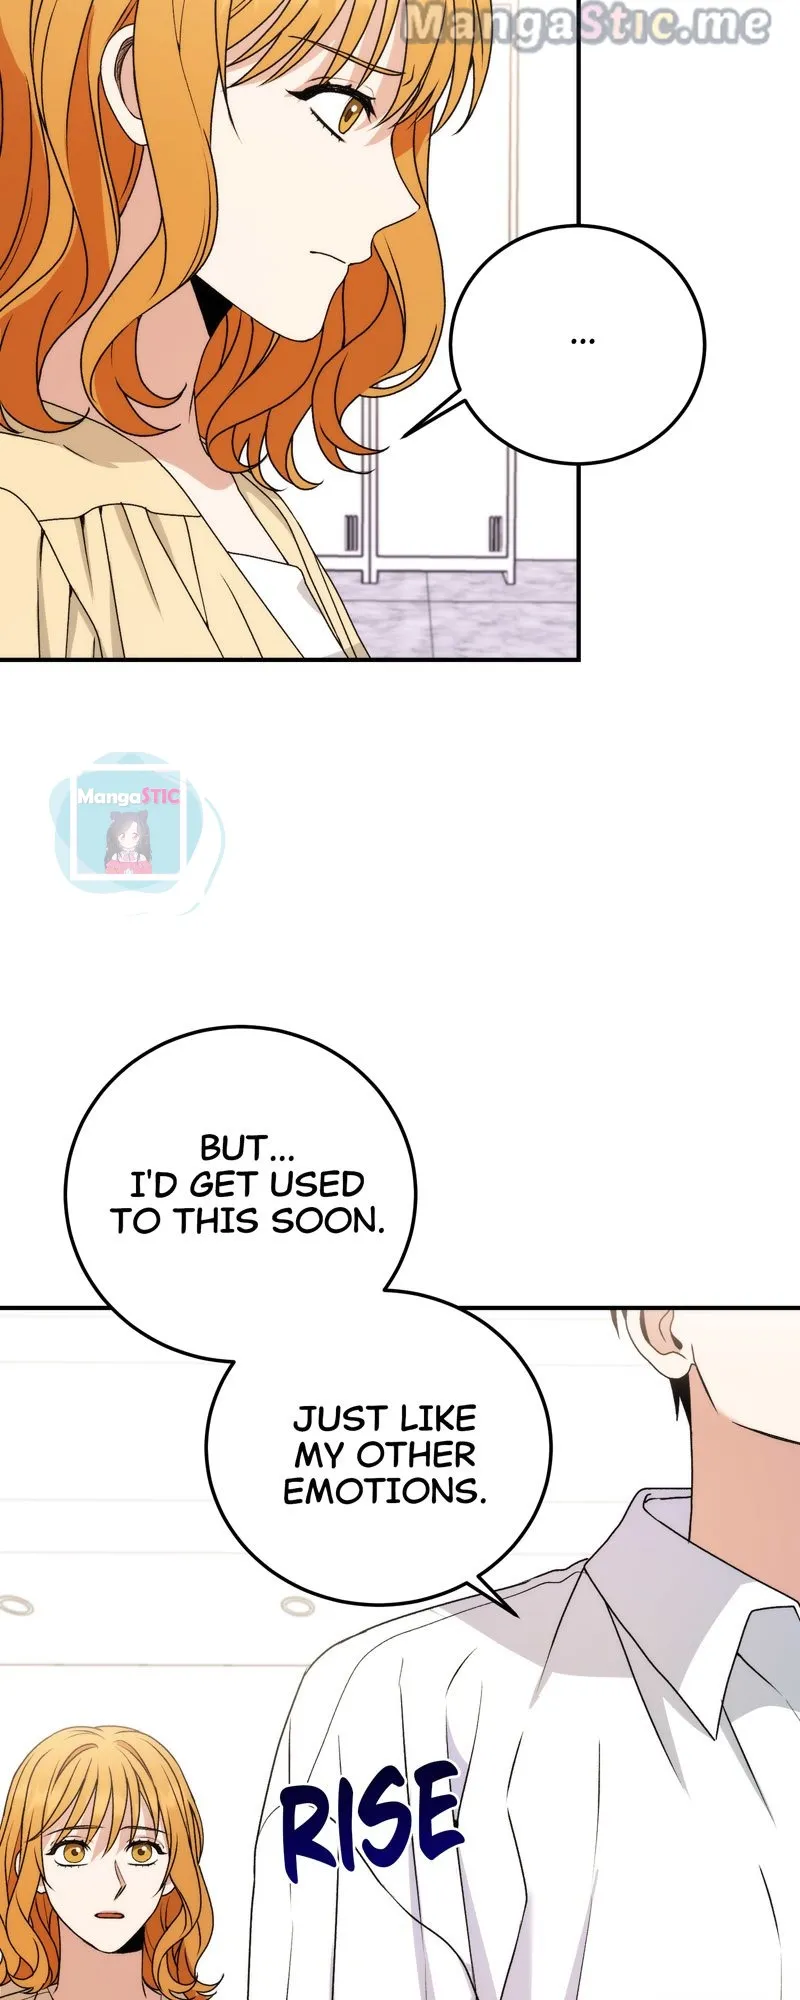 MangaStic.me
...
MangaSTIC
BUT...
I'D GET USED
TO THIS SOON.
JUST LIKE
MY OTHER
EMOTIONS.
RISE